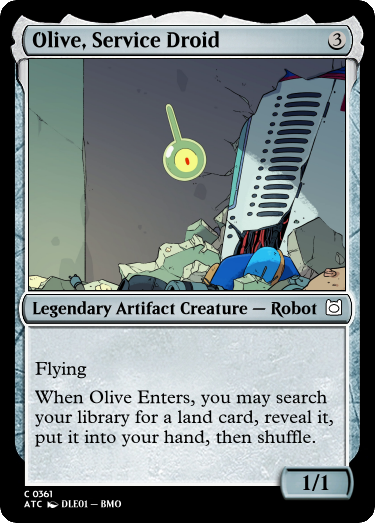 Olive, Service Droid 3
Legendary Artifact Creature — Robot
Flying
When Olive Enters, you may search
your library for a land card, reveal it,
put it into your hand, then shuffle.
1/1
C 0361
ATC DLE01 — BMO